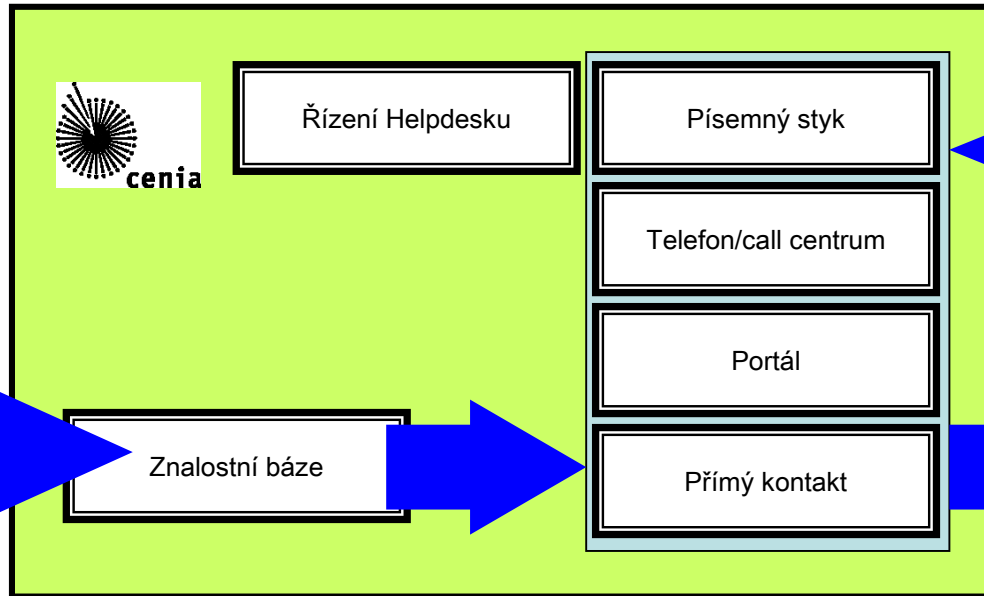 cenia
Řízení Helpdesku
Písemný styk
Telefon/call centrum
Portál
Znalostní báze
Přímý kontakt